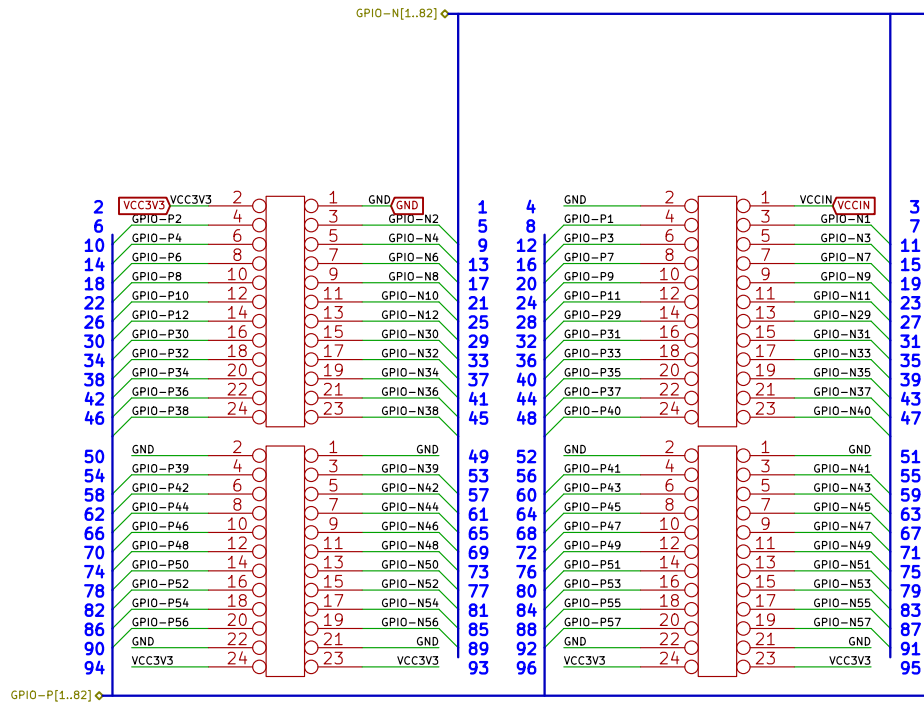 GPIO-N[1..82]
2 VCC3V3 VCC3V3 2 1 GND GND 1 4 GND 2 1 VCCIN VCCIN 3
6 GPIO-P2 4 3 GPIO-N2 5 8 GPIO-P1 4 3 GPIO-N1 7
10 GPIO-P4 6 5 GPIO-N4 9 12 GPIO-P3 6 5 GPIO-N3 11
14 GPIO-P6 8 7 GPIO-N6 13 16 GPIO-P7 8 7 GPIO-N7 15
18 GPIO-P8 10 9 GPIO-N8 17 20 GPIO-P9 10 9 GPIO-N9 19
22 GPIO-P10 12 11 GPIO-N10 21 24 GPIO-P11 12 11 GPIO-N11 23
26 GPIO-P12 14 13 GPIO-N12 25 28 GPIO-P29 14 13 GPIO-N29 27
30 GPIO-P30 16 15 GPIO-N30 29 32 GPIO-P31 16 15 GPIO-N31 31
34 GPIO-P32 18 17 GPIO-N32 33 36 GPIO-P33 18 17 GPIO-N33 35
38 GPIO-P34 20 19 GPIO-N34 37 40 GPIO-P35 20 19 GPIO-N35 39
42 GPIO-P36 22 21 GPIO-N36 41 44 GPIO-P37 22 21 GPIO-N37 43
46 GPIO-P38 24 23 GPIO-N38 45 48 GPIO-P40 24 23 GPIO-N40 47
50 GND 2 1 GND 49 52 GND 2 1 GND 51
54 GPIO-P39 4 3 GPIO-N39 53 56 GPIO-P41 4 3 GPIO-N41 55
58 GPIO-P42 6 5 GPIO-N42 57 60 GPIO-P43 6 5 GPIO-N43 59
62 GPIO-P44 8 7 GPIO-N44 61 64 GPIO-P45 8 7 GPIO-N45 63
66 GPIO-P46 10 9 GPIO-N46 65 68 GPIO-P47 10 9 GPIO-N47 67
70 GPIO-P48 12 11 GPIO-N48 69 72 GPIO-P49 12 11 GPIO-N49 71
74 GPIO-P50 14 13 GPIO-N50 73 76 GPIO-P51 14 13 GPIO-N51 75
78 GPIO-P52 16 15 GPIO-N52 77 80 GPIO-P53 16 15 GPIO-N53 79
82 GPIO-P54 18 17 GPIO-N54 81 84 GPIO-P55 18 17 GPIO-N55 83
86 GPIO-P56 20 19 GPIO-N56 85 88 GPIO-P57 20 19 GPIO-N57 87
90 GND 22 21 GND 89 92 GND 22 21 GND 91
94 VCC3V3 24 23 VCC3V3 93 96 VCC3V3 24 23 VCC3V3 95
GPIO-P[1..82]